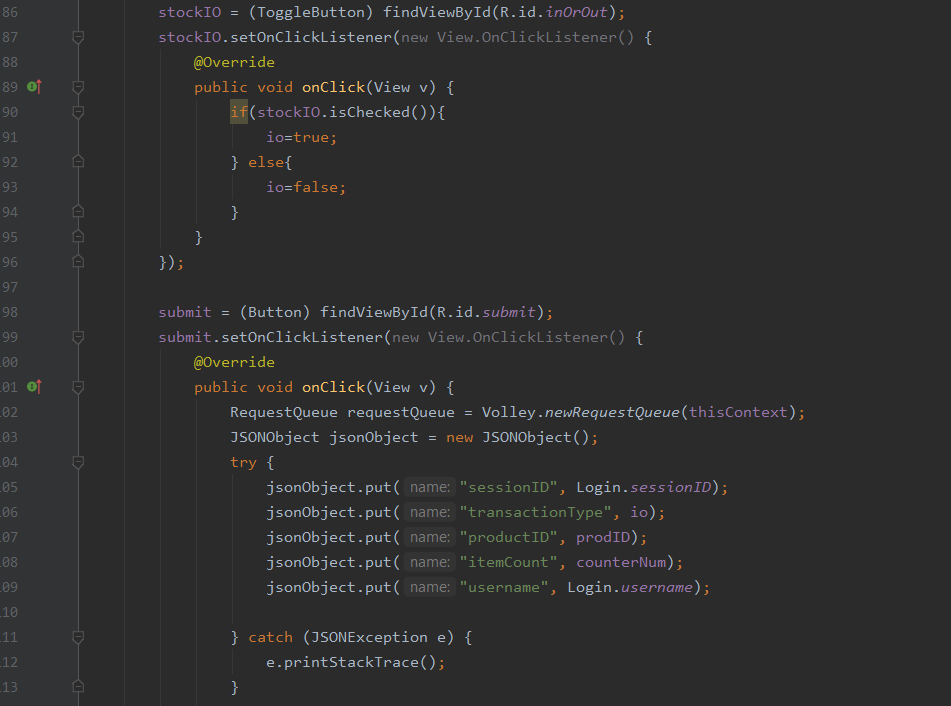 86 stockIO = (ToggleButton) findViewById(R.id.inOrOut);
87 stockIO.setOnClickListener(new View.OnClickListener() {
88 @Override
89 public void onClick(View v) {
90 if(stockIO.isChecked()){
91 io=true;
92 } else{
93 io=false;
94 }
95 }
96 });
97
98 submit = (Button) findViewById(R.id.submit);
99 submit.setOnClickListener(new View.OnClickListener() {
00 @Override
01 public void onClick(View v) {
02 RequestQueue requestQueue = Volley.newRequestQueue(thisContext);
03 JSONObject jsonObject = new JSONObject();
04 try {
05 jsonObject.put( name: "sessionID", Login.sessionID);
06 jsonObject.put( name: "transactionType", io);
07 jsonObject.put( name: "productID", prodID);
08 jsonObject.put( name: "itemCount", counterNum);
09 jsonObject.put( name: "username", Login.username);
10
11 } catch (JSONException e) {
12 e.printStackTrace();
13 }